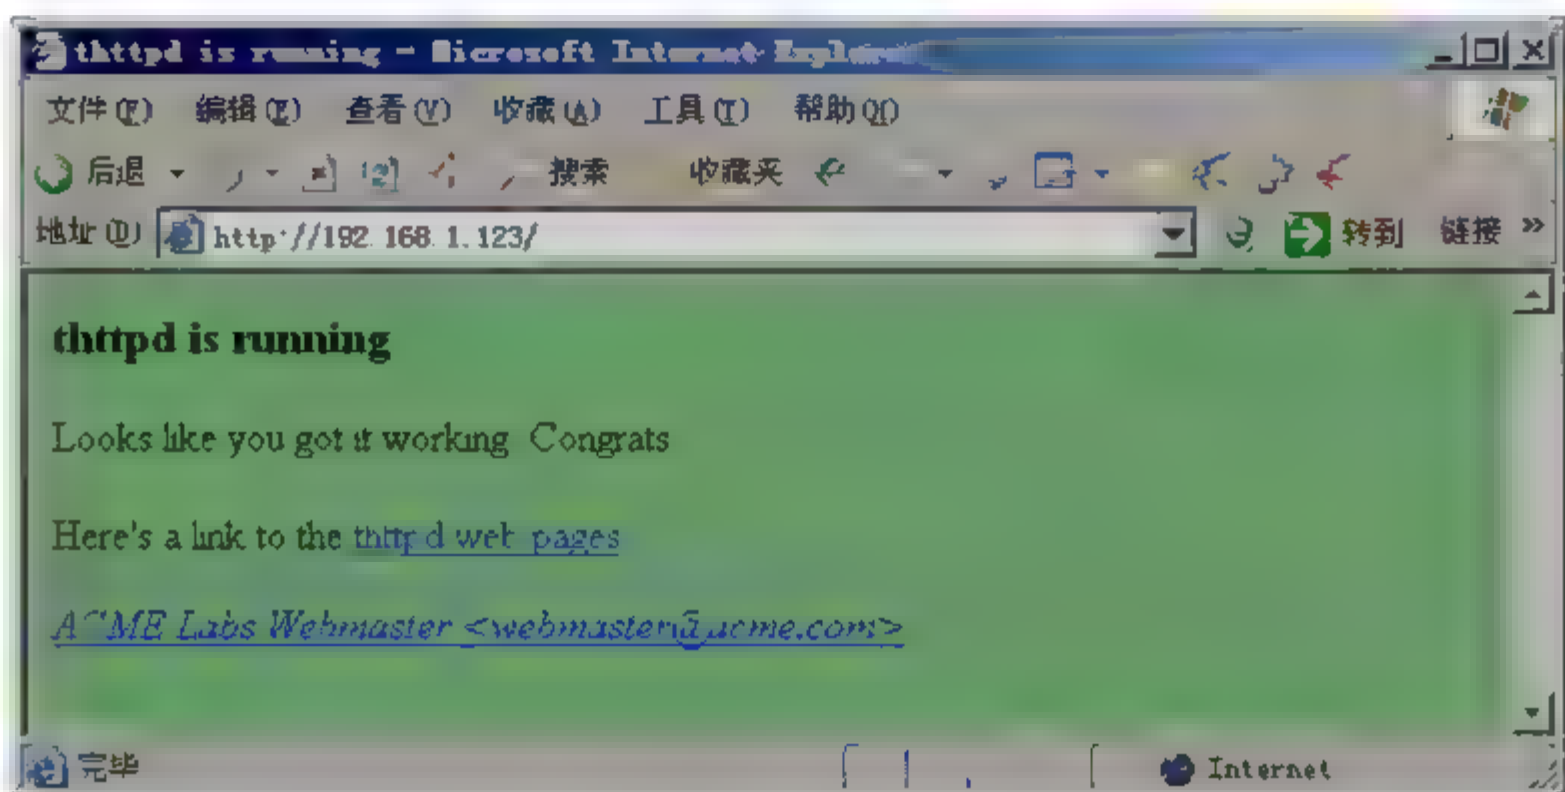 thttpd is running - Microsoft Internet Explorer
文件(F) 编辑(E) 查看(V) 收藏(A) 工具(T) 帮助(H)
后退 搜索 收藏夹
地址(D) http://192.168.1.123/ 转到 链接 »
thttpd is running
Looks like you got it working Congrats
Here's a link to the thttpd web pages
ACME Labs Webmaster <webmaster@acme.com>
完毕 Internet